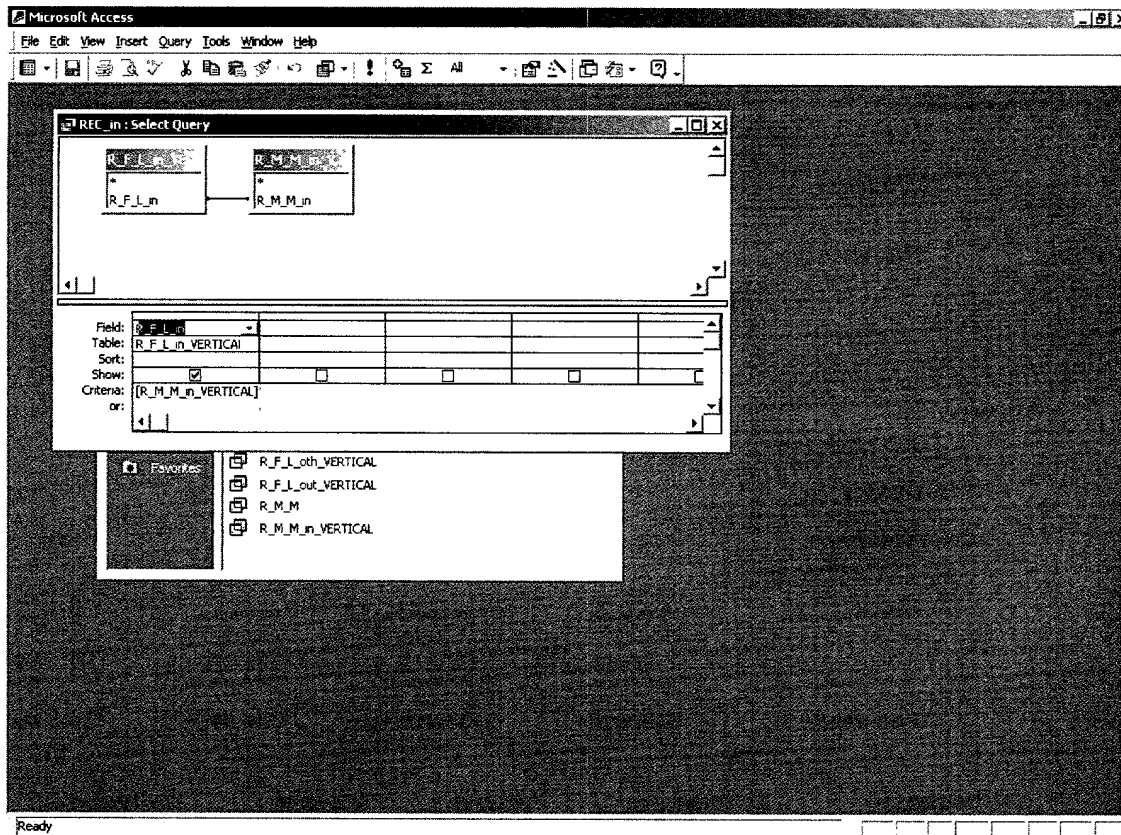 Microsoft Access
File Edit View Insert Query Tools Window Help
Σ All
REC_in : Select Query
R_F_L_in R_M_M_in
* *
R_F_L_in R_M_M_in
Field: R_F_L_in
Table: R_F_L_in_VERTICAL
Sort:
Show:
Criteria: [R_M_M_in_VERTICAL]
or:
Favorites R_F_L_oth_VERTICAL
R_F_L_out_VERTICAL
R_M_M
R_M_M_in_VERTICAL
Ready